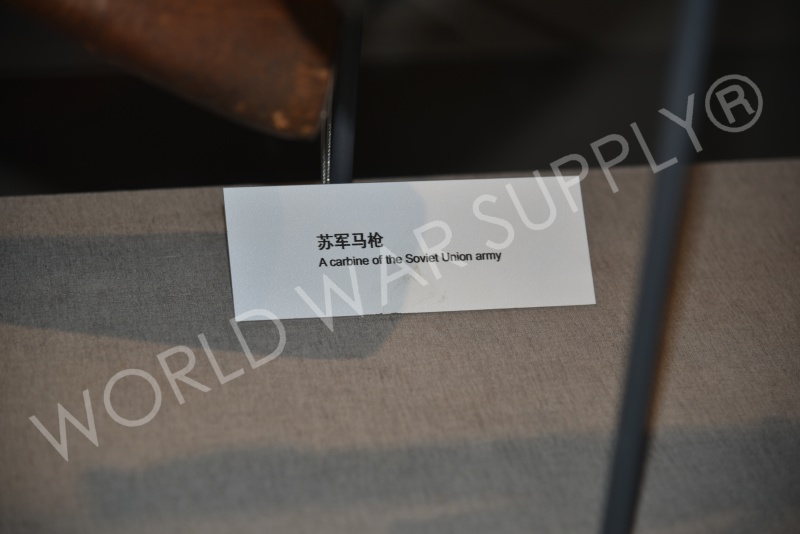 苏军马枪
A carbine of the Soviet Union army
WORLD WAR SUPPLY®